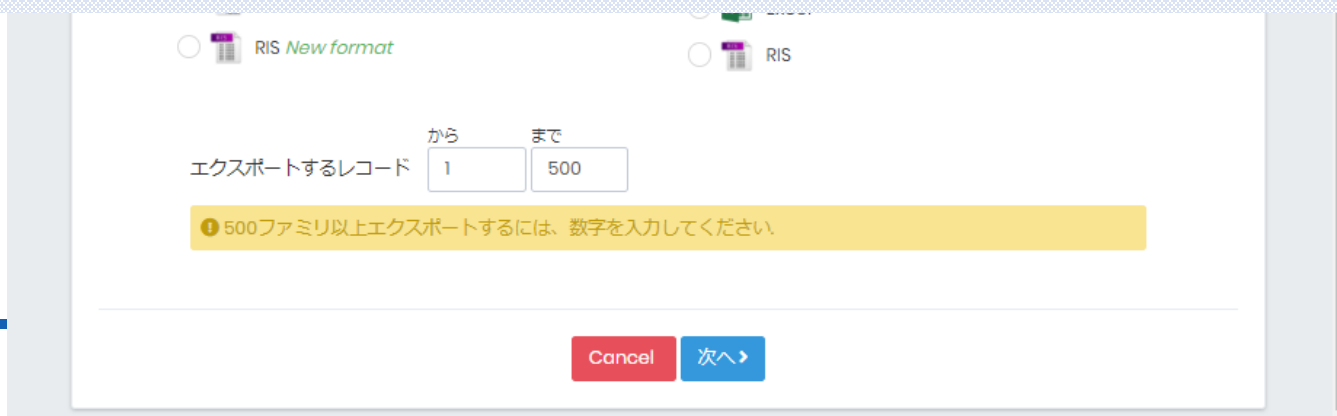 RIS New format
RIS
から まで
エクスポートするレコード 1 500
500ファミリ以上エクスポートするには、数字を入力してください.
Cancel 次へ